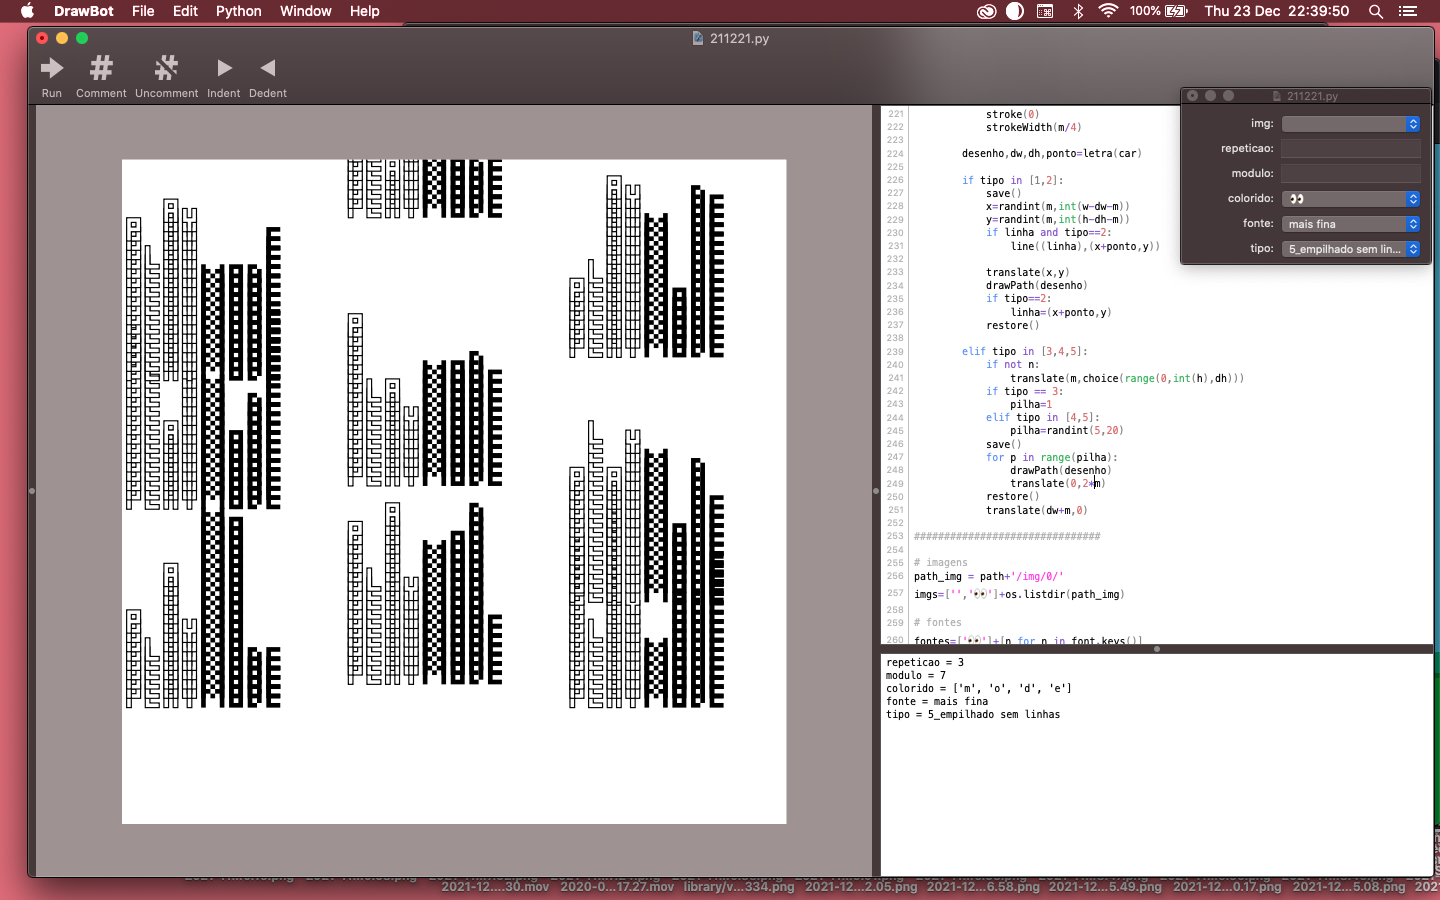 DrawBot File Edit Python Window Help 100% Thu 23 Dec 22:39:50
211221.py
Run Comment Uncomment Indent Dedent
211221.py
img:
repeticao:
modulo:
colorido: 👀
fonte: mais fina
tipo: 5_empilhado sem lin...
221 stroke(0)
222 strokeWidth(m/4)
223
224 desenho,dw,dh,ponto=letra(car)
225
226 if tipo in [1,2]:
227 save()
228 x=randint(m,int(w-dw-m))
229 y=randint(m,int(h-dh-m))
230 if linha and tipo==2:
231 line((linha),(x+ponto,y))
232
233 translate(x,y)
234 drawPath(desenho)
235 if tipo==2:
236 linha=(x+ponto,y)
237 restore()
238
239 elif tipo in [3,4,5]:
240 if not n:
241 translate(m,choice(range(0,int(h),dh)))
242 if tipo == 3:
243 pilha=1
244 elif tipo in [4,5]:
245 pilha=randint(5,20)
246 save()
247 for p in range(pilha):
248 drawPath(desenho)
249 translate(0,2*m)
250 restore()
251 translate(dw+m,0)
252
253 ###############################
254
255 # imagens
256 path_img = path+'/img/0/'
257 imgs=['','👀']+os.listdir(path_img)
258
259 # fontes
260 fontes=['👀']+[n for n in font.keys()]
repeticao = 3
modulo = 7
colorido = ['m', 'o', 'd', 'e']
fonte = mais fina
tipo = 5_empilhado sem linhas
2021-12....30.mov 2020-0...17.27.mov library/v...334.png 2021-12...2.05.png 2021-12...6.58.png 2021-12...5.49.png 2021-12...0.17.png 2021-12...5.08.png